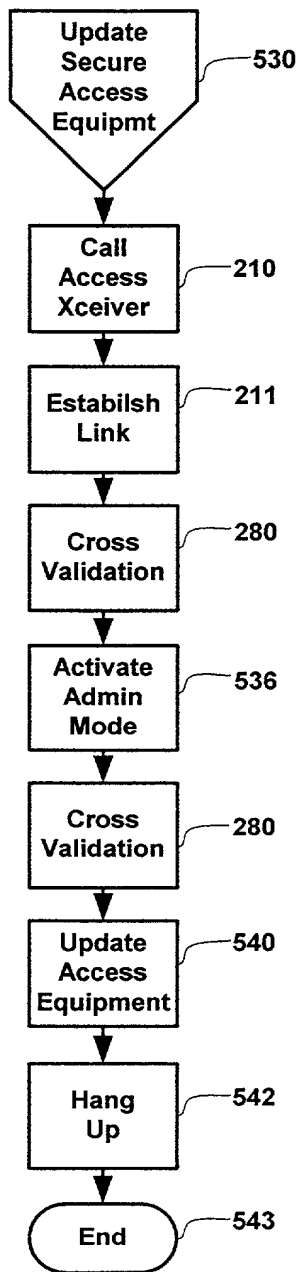 Update
Secure
Access
Equipmt
530
Call
Access
Xceiver
210
Estabilsh
Link
211
Cross
Validation
280
Activate
Admin
Mode
536
Cross
Validation
280
Update
Access
Equipment
540
Hang
Up
542
End
543